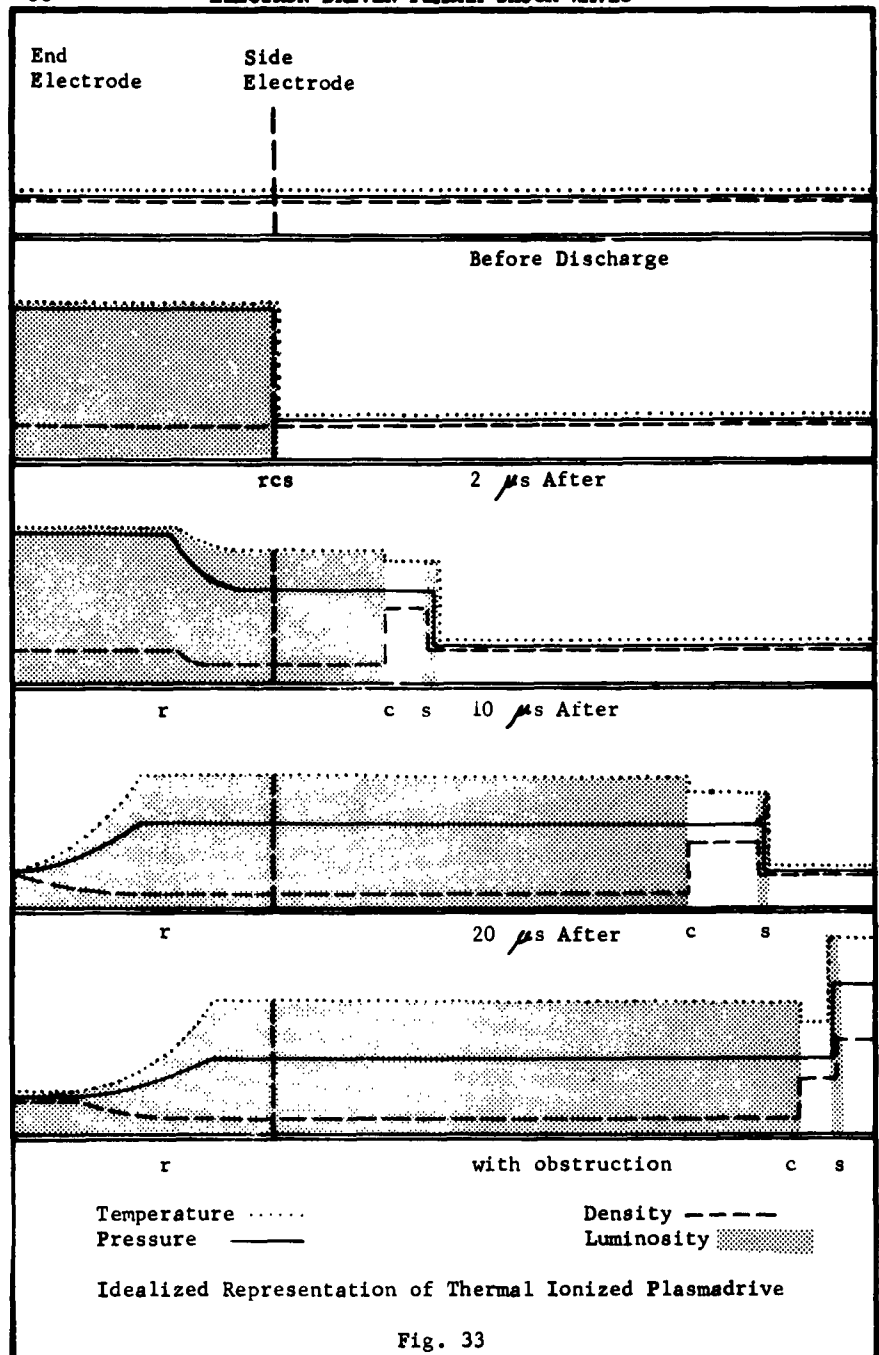 End Side
Electrode Electrode
Before Discharge
rcs 2 μs After
r c s 10 μs After
r 20 μs After c s
r with obstruction c s
Temperature ······ Density – – – –
Pressure —— Luminosity
Idealized Representation of Thermal Ionized Plasmadrive
Fig. 33